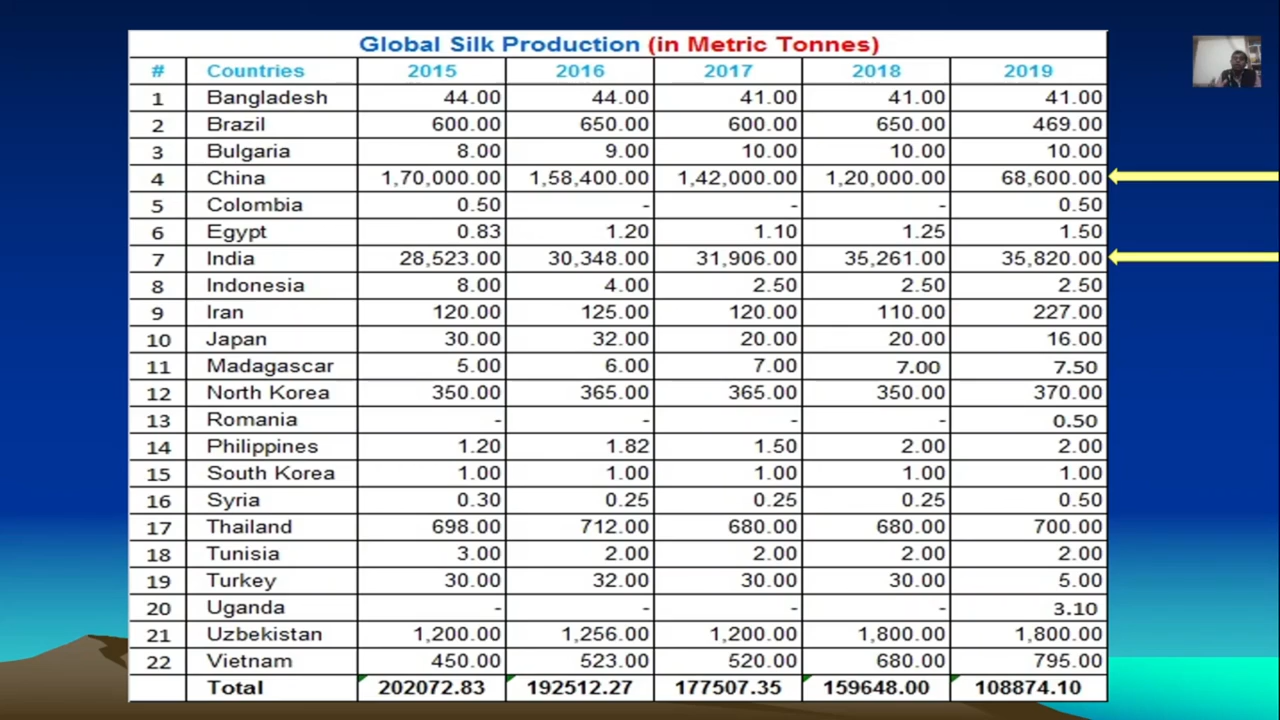 Global Silk Production (in Metric Tonnes)
# Countries 2015 2016 2017 2018 2019
1 Bangladesh 44.00 44.00 41.00 41.00 41.00
2 Brazil 600.00 650.00 600.00 650.00 469.00
3 Bulgaria 8.00 9.00 10.00 10.00 10.00
4 China 1,70,000.00 1,58,400.00 1,42,000.00 1,20,000.00 68,600.00
5 Colombia 0.50 - - - 0.50
6 Egypt 0.83 1.20 1.10 1.25 1.50
7 India 28,523.00 30,348.00 31,906.00 35,261.00 35,820.00
8 Indonesia 8.00 4.00 2.50 2.50 2.50
9 Iran 120.00 125.00 120.00 110.00 227.00
10 Japan 30.00 32.00 20.00 20.00 16.00
11 Madagascar 5.00 6.00 7.00 7.00 7.50
12 North Korea 350.00 365.00 365.00 350.00 370.00
13 Romania - - - - 0.50
14 Philippines 1.20 1.82 1.50 2.00 2.00
15 South Korea 1.00 1.00 1.00 1.00 1.00
16 Syria 0.30 0.25 0.25 0.25 0.50
17 Thailand 698.00 712.00 680.00 680.00 700.00
18 Tunisia 3.00 2.00 2.00 2.00 2.00
19 Turkey 30.00 32.00 30.00 30.00 5.00
20 Uganda - - - - 3.10
21 Uzbekistan 1,200.00 1,256.00 1,200.00 1,800.00 1,800.00
22 Vietnam 450.00 523.00 520.00 680.00 795.00
Total 202072.83 192512.27 177507.35 159648.00 108874.10